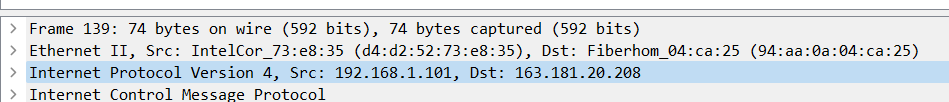 Frame 139: 74 bytes on wire (592 bits), 74 bytes captured (592 bits)
Ethernet II, Src: IntelCor_73:e8:35 (d4:d2:52:73:e8:35), Dst: Fiberhom_04:ca:25 (94:aa:0a:04:ca:25)
Internet Protocol Version 4, Src: 192.168.1.101, Dst: 163.181.20.208
Internet Control Message Protocol